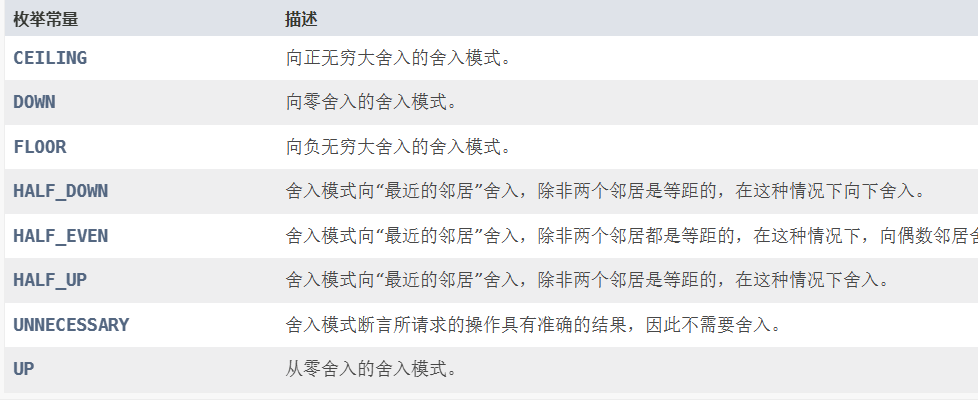 枚举常量 描述
CEILING 向正无穷大舍入的舍入模式。
DOWN 向零舍入的舍入模式。
FLOOR 向负无穷大舍入的舍入模式。
HALF_DOWN 舍入模式向“最近的邻居”舍入，除非两个邻居是等距的，在这种情况下向下舍入。
HALF_EVEN 舍入模式向“最近的邻居”舍入，除非两个邻居都是等距的，在这种情况下，向偶数邻居舍
HALF_UP 舍入模式向“最近的邻居”舍入，除非两个邻居是等距的，在这种情况下舍入。
UNNECESSARY 舍入模式断言所请求的操作具有准确的结果，因此不需要舍入。
UP 从零舍入的舍入模式。